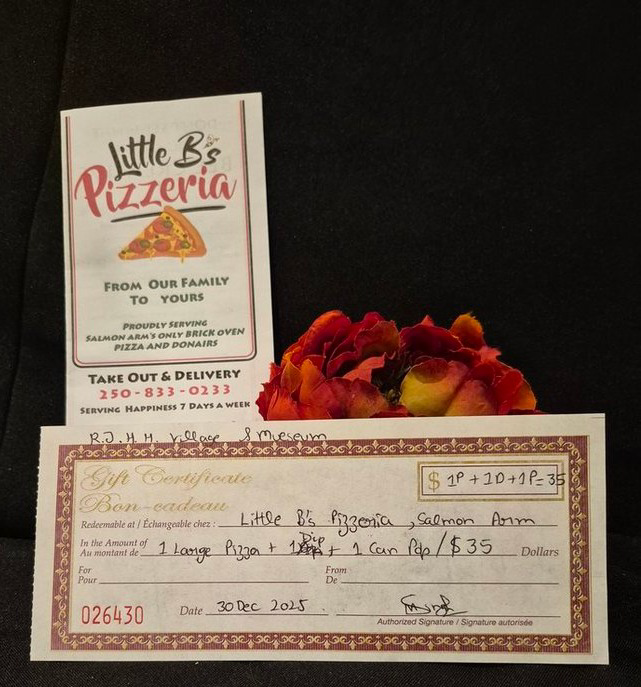 Little B's
Pizzeria
FROM OUR FAMILY
TO YOURS
PROUDLY SERVING
SALMON ARM'S ONLY BRICK OVEN
PIZZA AND DONAIRS
TAKE OUT & DELIVERY
250-833-0233
SERVING HAPPINESS 7 DAYS A WEEK
R.J.H.H. Village & Mueseum
Gift Certificate
Bon-cadeau
$ 1P + 1D + 1P = 35
Redeemable at / Échangeable chez : Little B's Pizzeria, Salmon Arm
In the Amount of
Au montant de 1 Large Pizza + 1 Dip + 1 Can Pop / $35 Dollars
For From
Pour De
026430 Date 30 Dec 2025
Authorized Signature / Signature autorisée